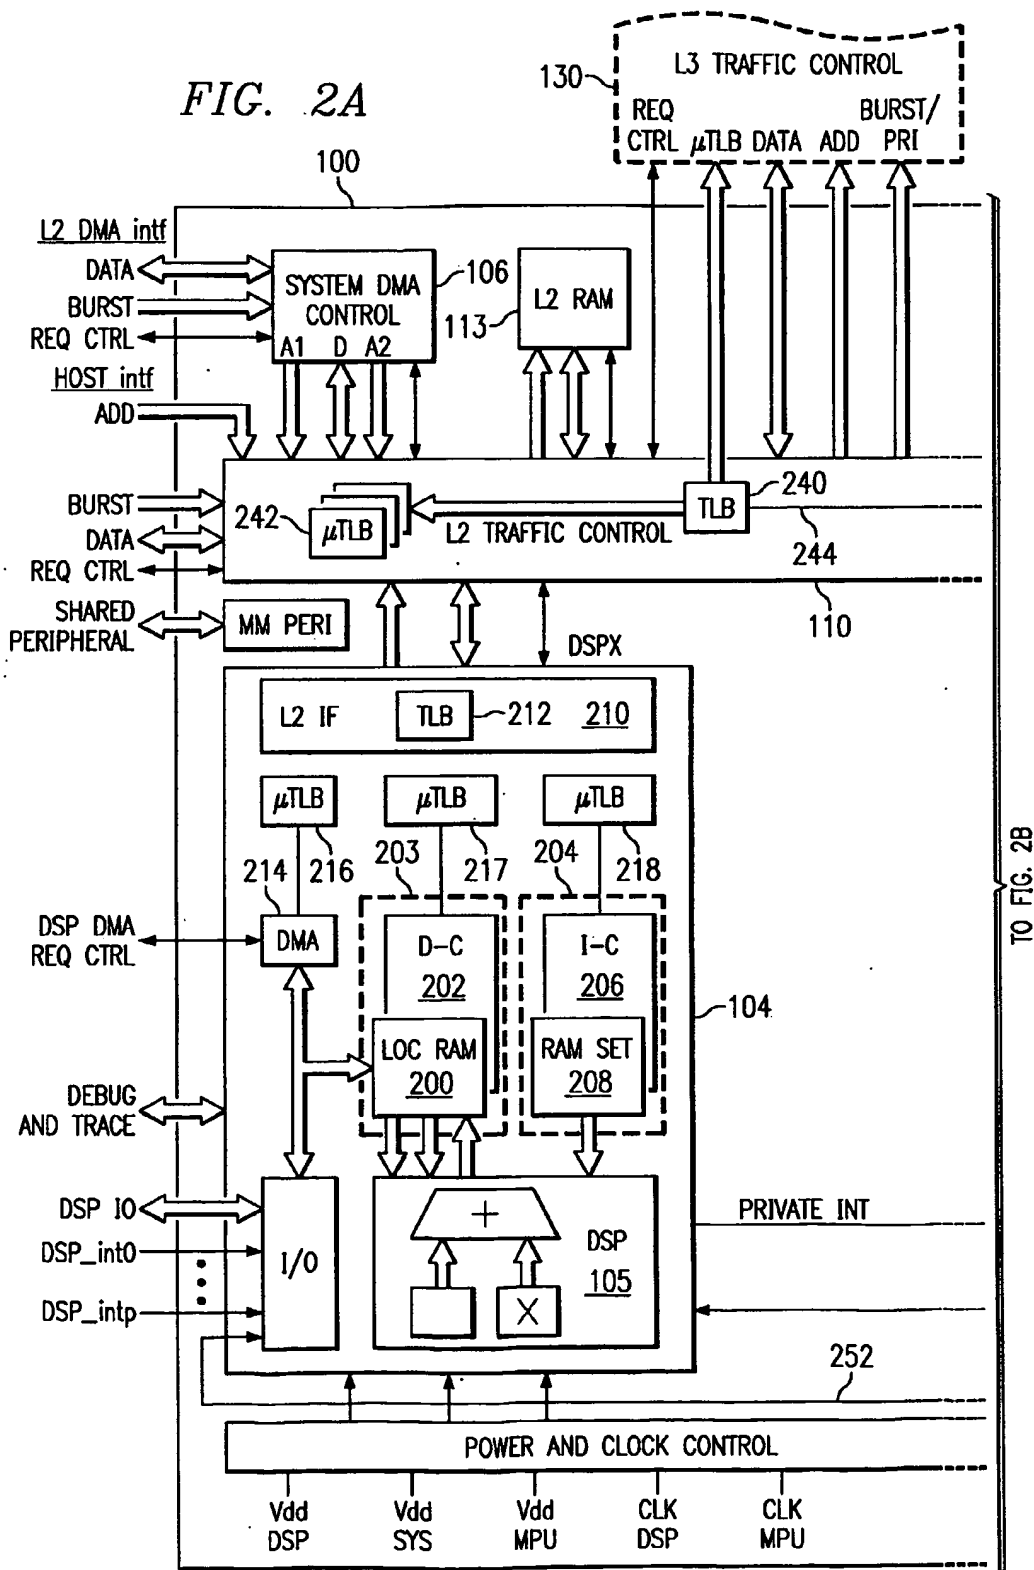 FIG. 2A
130
L3 TRAFFIC CONTROL
REQ CTRL
μTLB
DATA
ADD
BURST/ PRI
100
L2 DMA intf
DATA
BURST
REQ CTRL
HOST intf
ADD
SYSTEM DMA
CONTROL
A1 D A2
106
113
L2 RAM
BURST
DATA
REQ CTRL
242
μTLB
L2 TRAFFIC CONTROL
TLB
240
244
110
SHARED
PERIPHERAL
MM PERI
DSPX
L2 IF
TLB
212
210
μTLB
μTLB
μTLB
216
217
218
214
203
204
DSP DMA
REQ CTRL
DMA
D-C
202
I-C
206
104
LOC RAM
200
RAM SET
208
DEBUG
AND TRACE
DSP IO
DSP_int0
DSP_intp
I/O
+
X
DSP
105
PRIVATE INT
252
POWER AND CLOCK CONTROL
Vdd
DSP
Vdd
SYS
Vdd
MPU
CLK
DSP
CLK
MPU
TO FIG. 2B